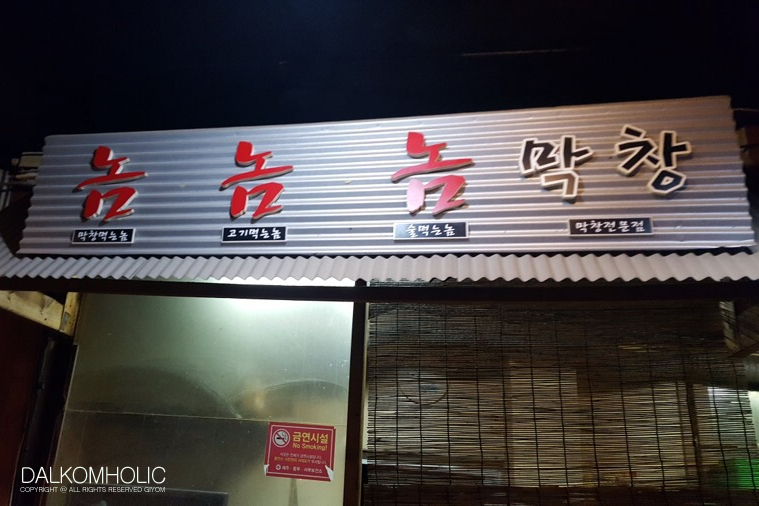 놈 놈 놈 막창
막창먹는놈 고기먹는놈 술먹는놈 막창전문점
금연시설
No Smoking!
DALKOMHOLIC
COPYRIGHT @ ALL RIGHTS RESERVED GIYOM